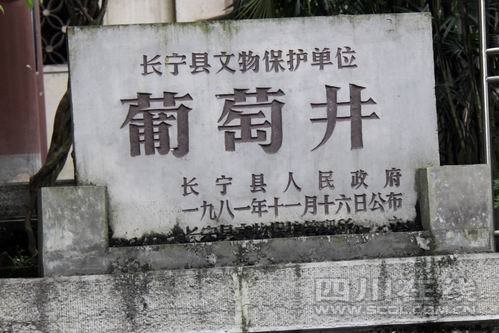 长宁县文物保护单位
葡萄井
长宁县人民政府
一九八一年十一月十六日公布
四川在线
www.scol.com.cn